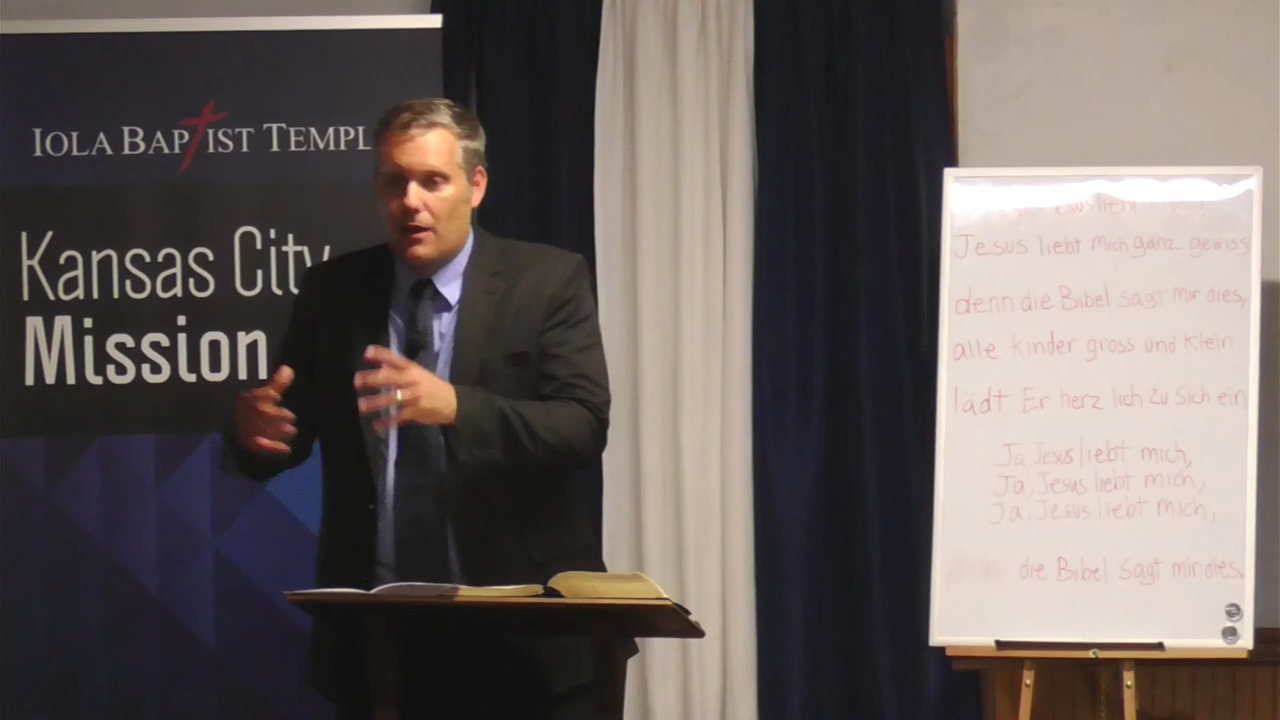 IOLA BAPTIST TEMPL
Kansas City
Mission
Jesus liebt
Jesus liebt mich ganz gewiss
denn die Bibel sagt mir dies,
alle kinder gross und klein
lädt Er herz lich zu Sich ein
Ja, Jesus liebt mich,
Ja, Jesus liebt mich,
Ja, Jesus liebt mich,
die Bibel sagt mir dies.